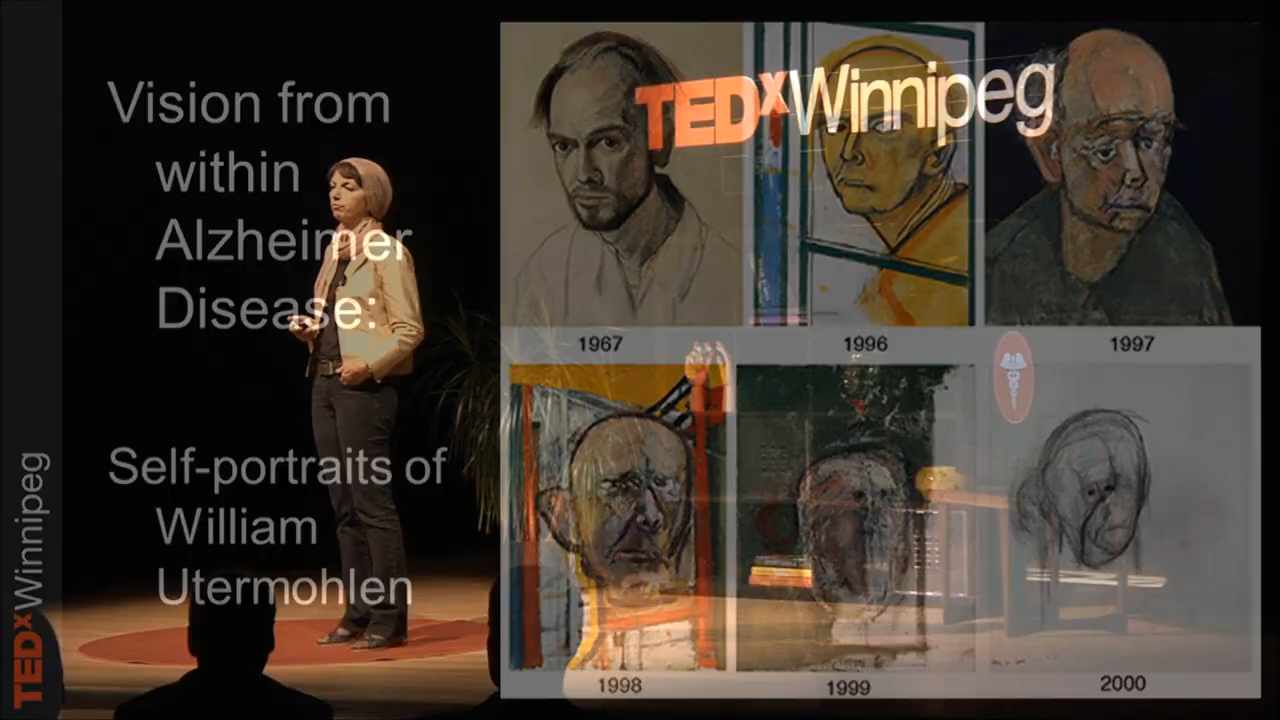 Vision from
within
Alzheimer
Disease:
Self-portraits of
William
Utermohlen
TEDxWinnipeg
1967
1996
1997
1998
1999
2000
TEDxWinnipeg